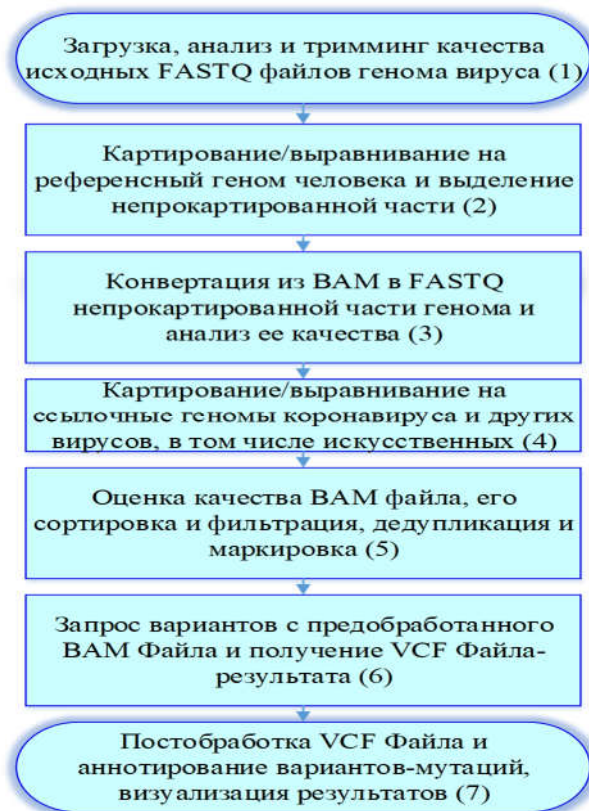 Загрузка, анализ и тримминг качества
исходных FASTQ файлов генома вируса (1)
Картирование/выравнивание на
референсный геном человека и выделение
непрокартированной части (2)
Конвертация из BAM в FASTQ
непрокартированной части генома и
анализ ее качества (3)
Картирование/выравнивание на
ссылочные геномы коронавируса и других
вирусов, в том числе искусственных (4)
Оценка качества BAM файла, его
сортировка и фильтрация, дедупликация и
маркировка (5)
Запрос вариантов с предобработанного
BAM Файла и получение VCF Файла-
результата (6)
Постобработка VCF Файла и
аннотирование вариантов-мутаций,
визуализация результатов (7)